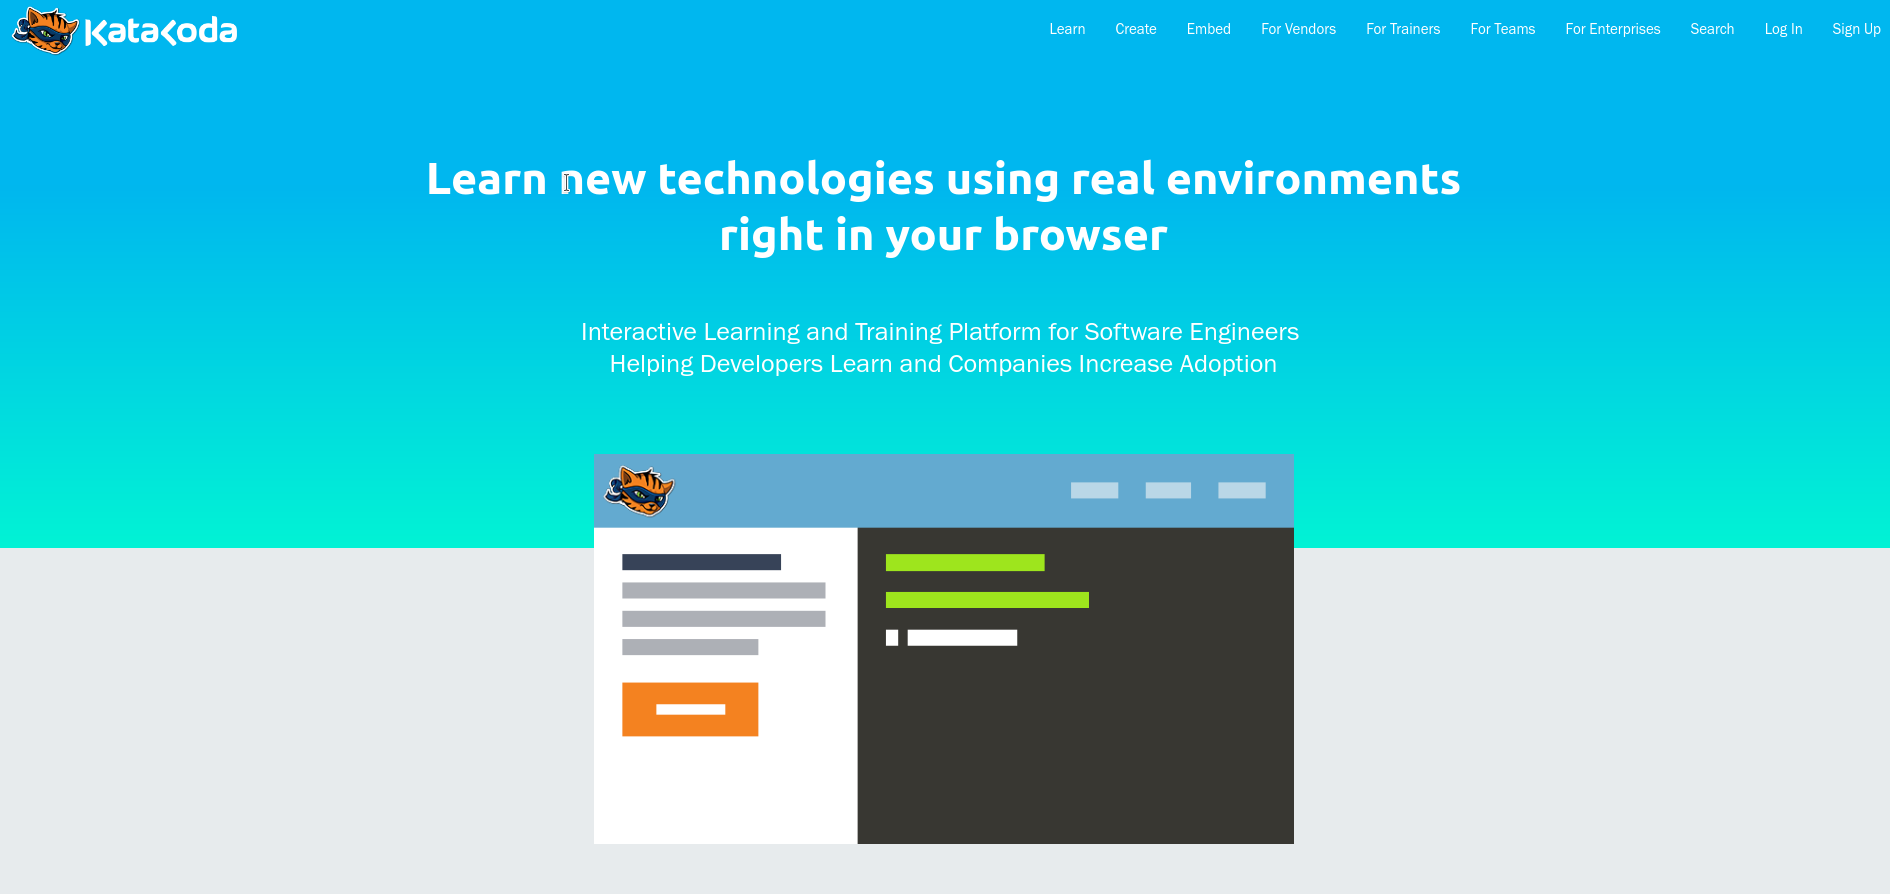 Katakoda
Learn Create Embed For Vendors For Trainers For Teams For Enterprises Search Log In Sign Up
Learn new technologies using real environments
right in your browser
Interactive Learning and Training Platform for Software Engineers
Helping Developers Learn and Companies Increase Adoption